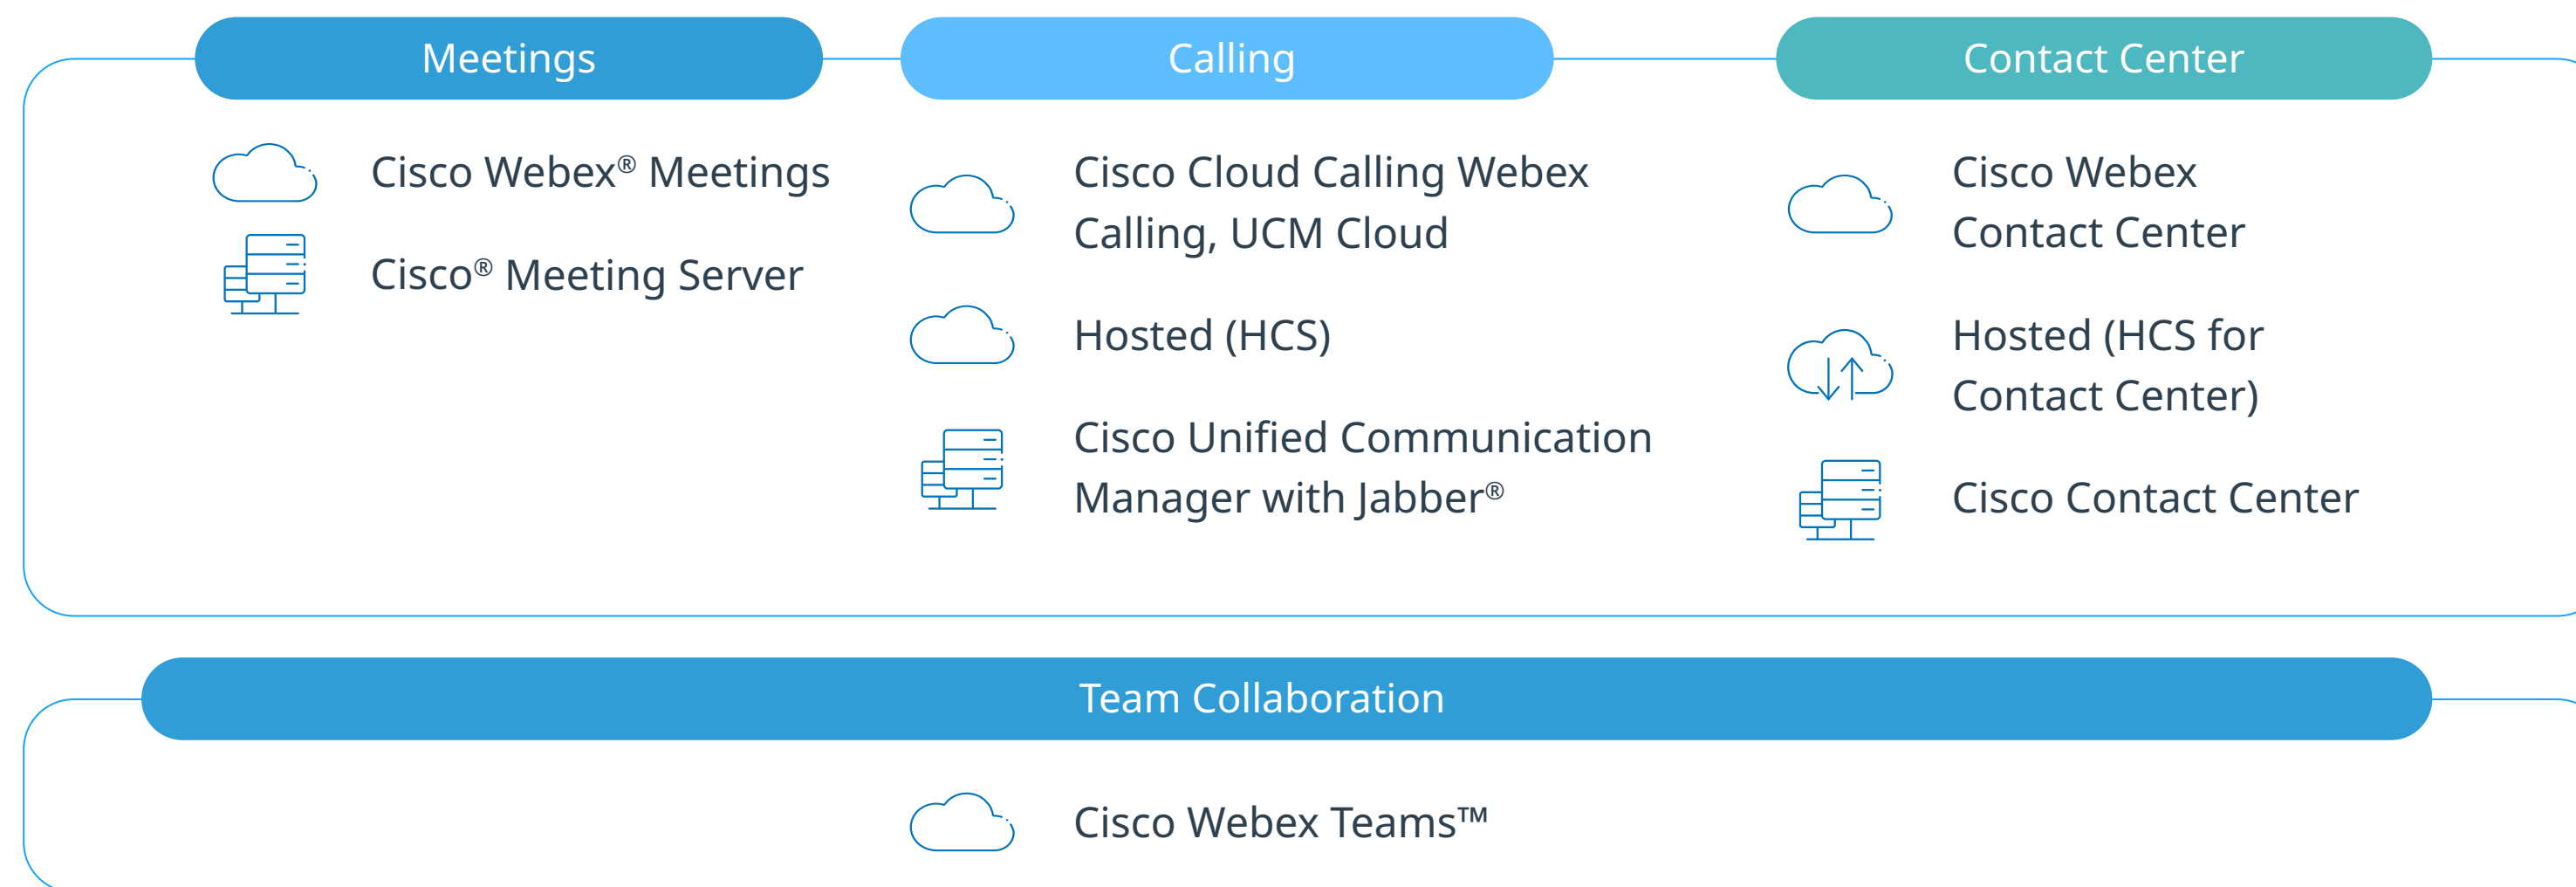 Meetings
Cisco Webex® Meetings
Cisco® Meeting Server
Calling
Cisco Cloud Calling Webex
Calling, UCM Cloud
Hosted (HCS)
Cisco Unified Communication
Manager with Jabber®
Contact Center
Cisco Webex
Contact Center
Hosted (HCS for
Contact Center)
Cisco Contact Center
Team Collaboration
Cisco Webex Teams™